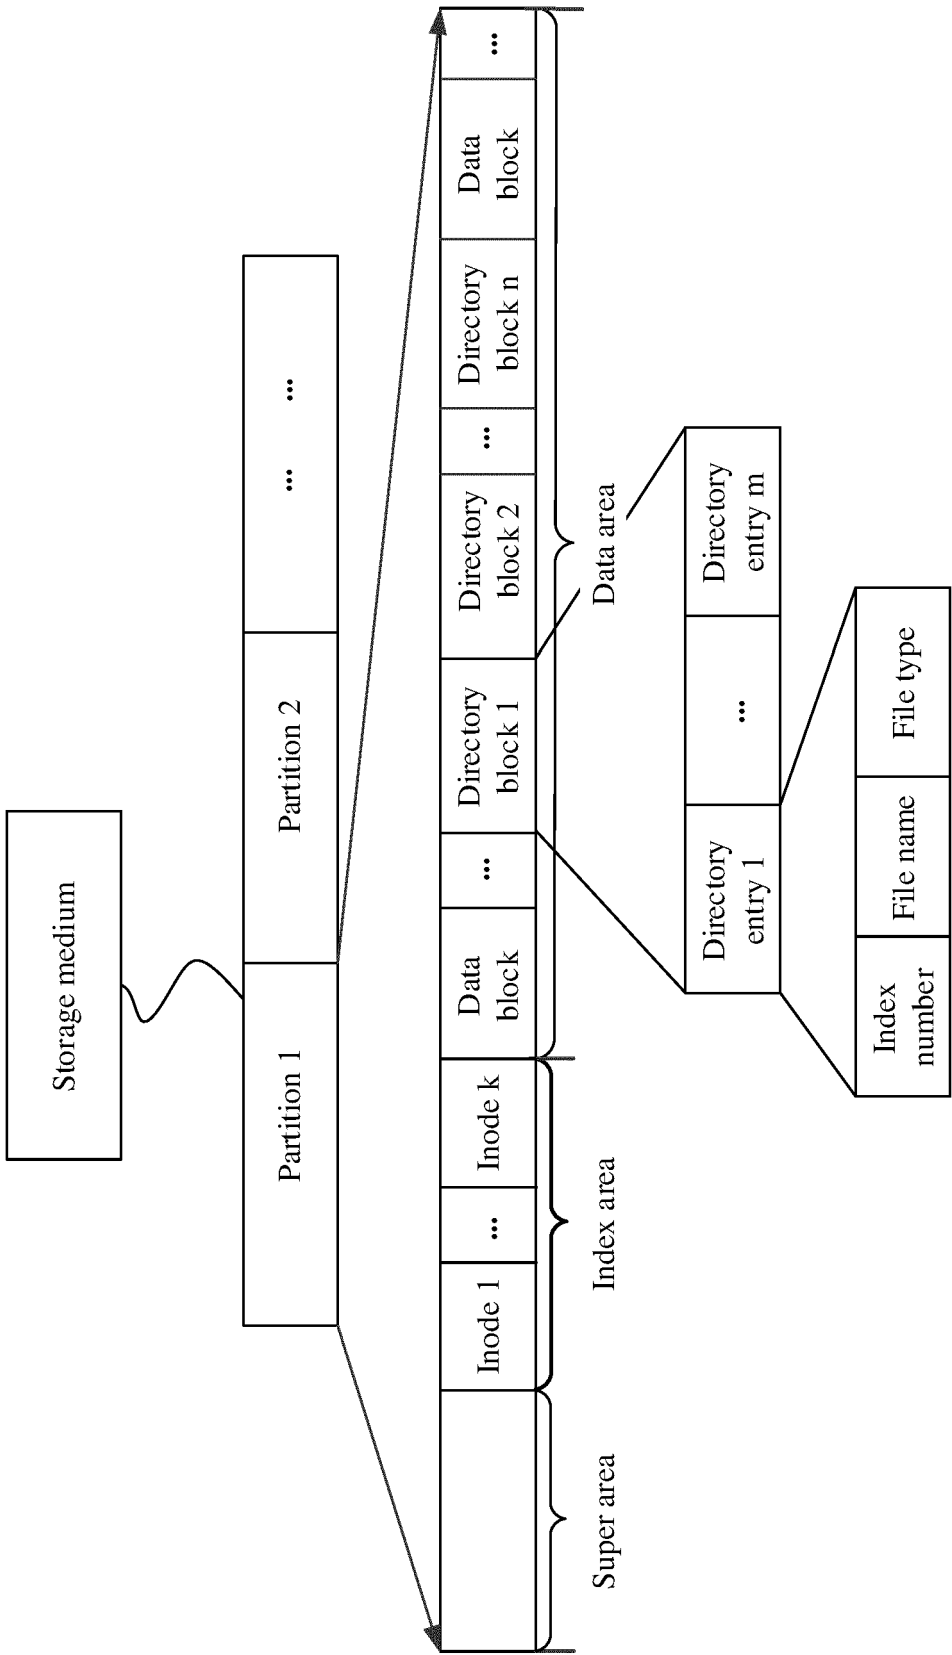 Storage medium
Partition 1
Partition 2
...
...
Inode 1
...
Inode k
Data
block
...
Directory
block 1
Directory
block 2
...
Directory
block n
Data
block
...
Super area
Index area
Data area
Directory
entry 1
...
Directory
entry m
Index
number
File name
File type